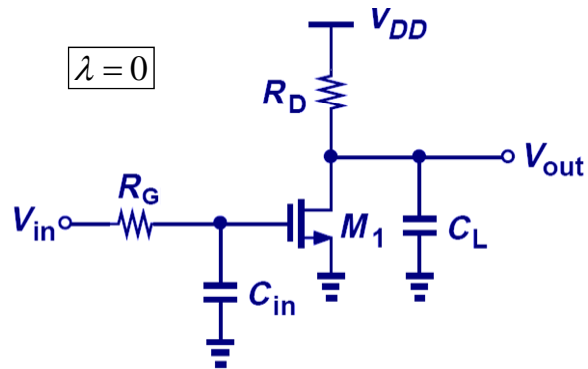 V_DD
λ = 0
R_D
V_out
R_G
V_in
M_1
C_L
C_in